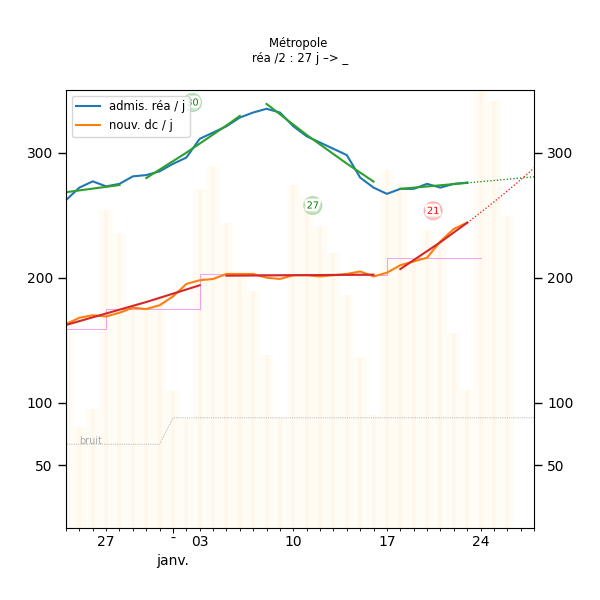 Métropole
réa /2 : 27 j –> _
admis. réa / j
nouv. dc / j
300
200
100
50
300
200
100
50
27
21
bruit
27
-
03
10
17
24
janv.